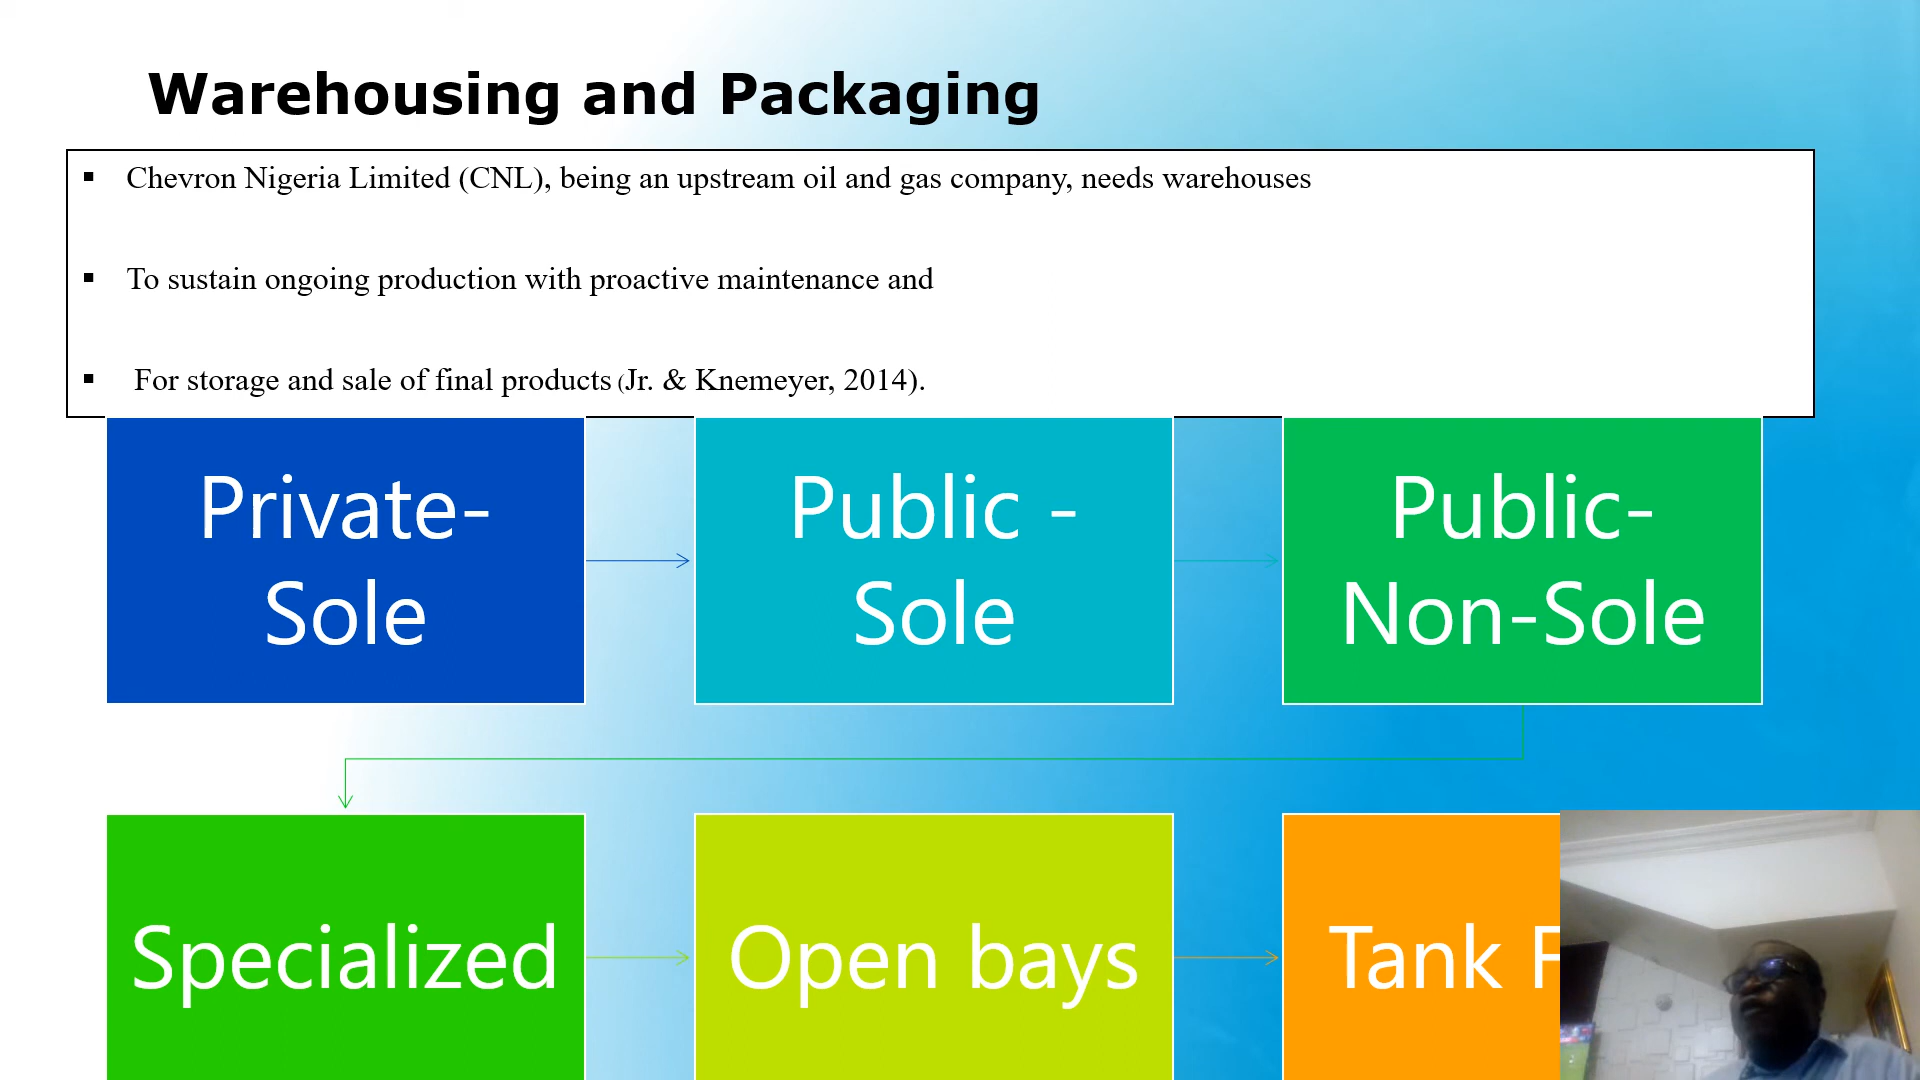 Warehousing and Packaging
▪ Chevron Nigeria Limited (CNL), being an upstream oil and gas company, needs warehouses
▪ To sustain ongoing production with proactive maintenance and
▪ For storage and sale of final products (Jr. & Knemeyer, 2014).
Private-
Sole
Public -
Sole
Public-
Non-Sole
Specialized
Open bays
Tank